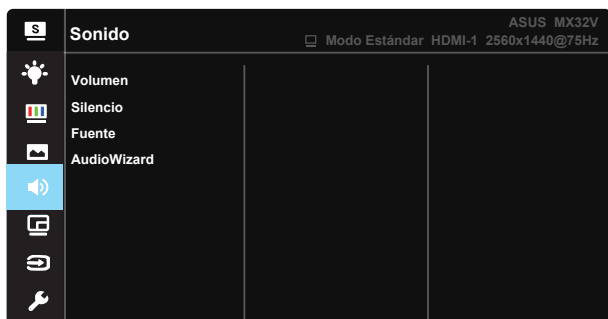 S
Sonido
ASUS MX32V
Modo Estándar HDMI-1 2560x1440@75Hz
Volumen
Silencio
Fuente
AudioWizard